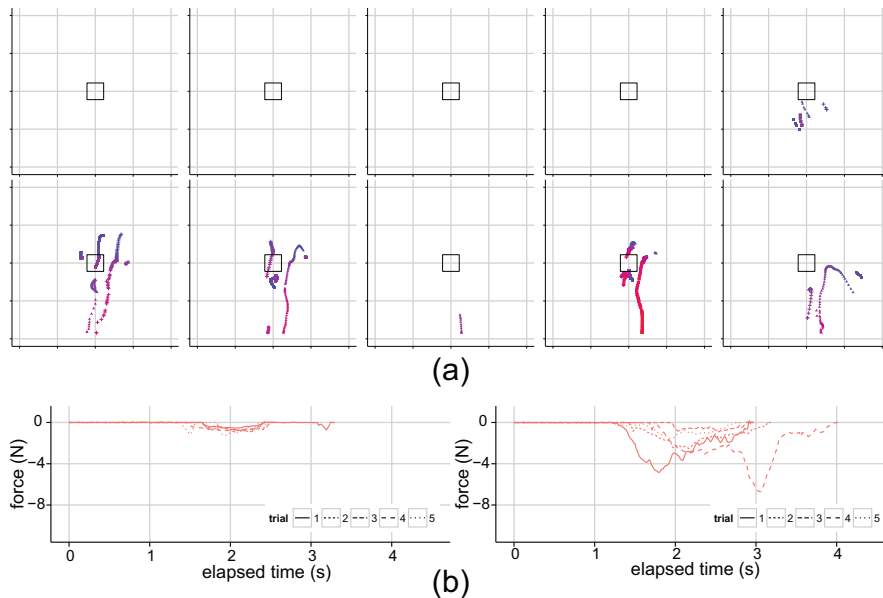 (a)
0
-4
-8
force (N)
trial 1 2 3 4 5
0 1 2 3 4
elapsed time (s)
0
-4
-8
force (N)
trial 1 2 3 4 5
0 1 2 3 4
elapsed time (s)
(b)